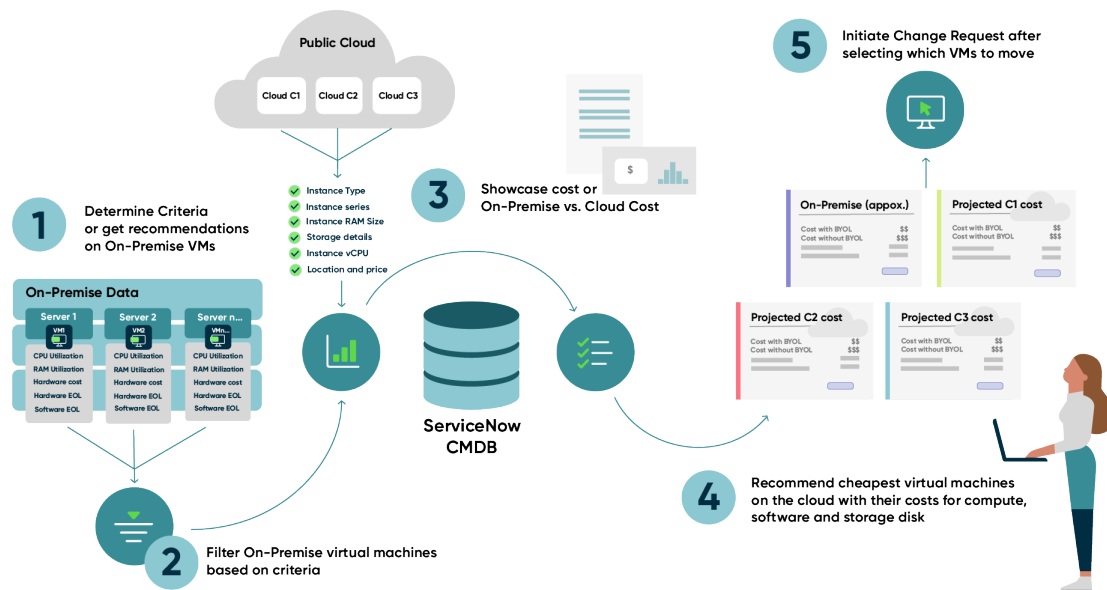 Public Cloud
Cloud C1
Cloud C2
Cloud C3
Instance Type
Instance series
Instance RAM Size
Storage details
Instance vCPU
Location and price
1
Determine Criteria
or get recommendations
on On-Premise VMs
On-Premise Data
Server 1
Server 2
Server n...
VM1
VM2
VMn...
CPU Utilization
RAM Utilization
Hardware cost
Hardware EOL
Software EOL
CPU Utilization
RAM Utilization
Hardware cost
Hardware EOL
Software EOL
CPU Utilization
RAM Utilization
Hardware cost
Hardware EOL
Software EOL
2
Filter On-Premise virtual machines
based on criteria
3
Showcase cost or
On-Premise vs. Cloud Cost
$
ServiceNow
CMDB
4
Recommend cheapest virtual machines
on the cloud with their costs for compute,
software and storage disk
On-Premise (appox.)
Cost with BYOL $$
Cost without BYOL $$$
Projected C1 cost
Cost with BYOL $$
Cost without BYOL $$$
Projected C2 cost
Cost with BYOL $$
Cost without BYOL $$$
Projected C3 cost
Cost with BYOL $$
Cost without BYOL $$$
5
Initiate Change Request after
selecting which VMs to move